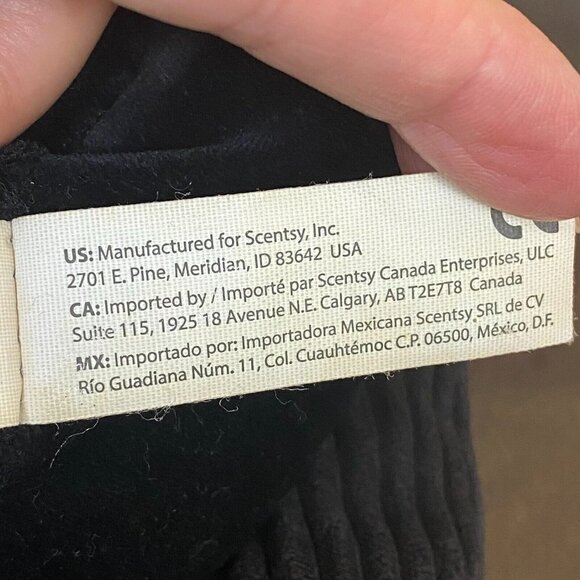 US: Manufactured for Scentsy, Inc.
2701 E. Pine, Meridian, ID 83642 USA
CA: Imported by / Importé par Scentsy Canada Enterprises, ULC
Suite 115, 1925 18 Avenue N.E. Calgary, AB T2E7T8 Canada
MX: Importado por: Importadora Mexicana Scentsy SRL de CV
Río Guadiana Núm. 11, Col. Cuauhtémoc C.P. 06500, México, D.F.